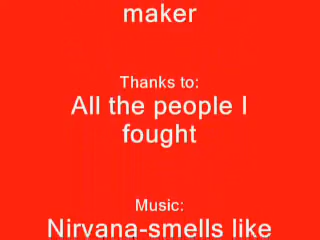 maker
Thanks to:
All the people I
fought
Music:
Nirvana-smells like